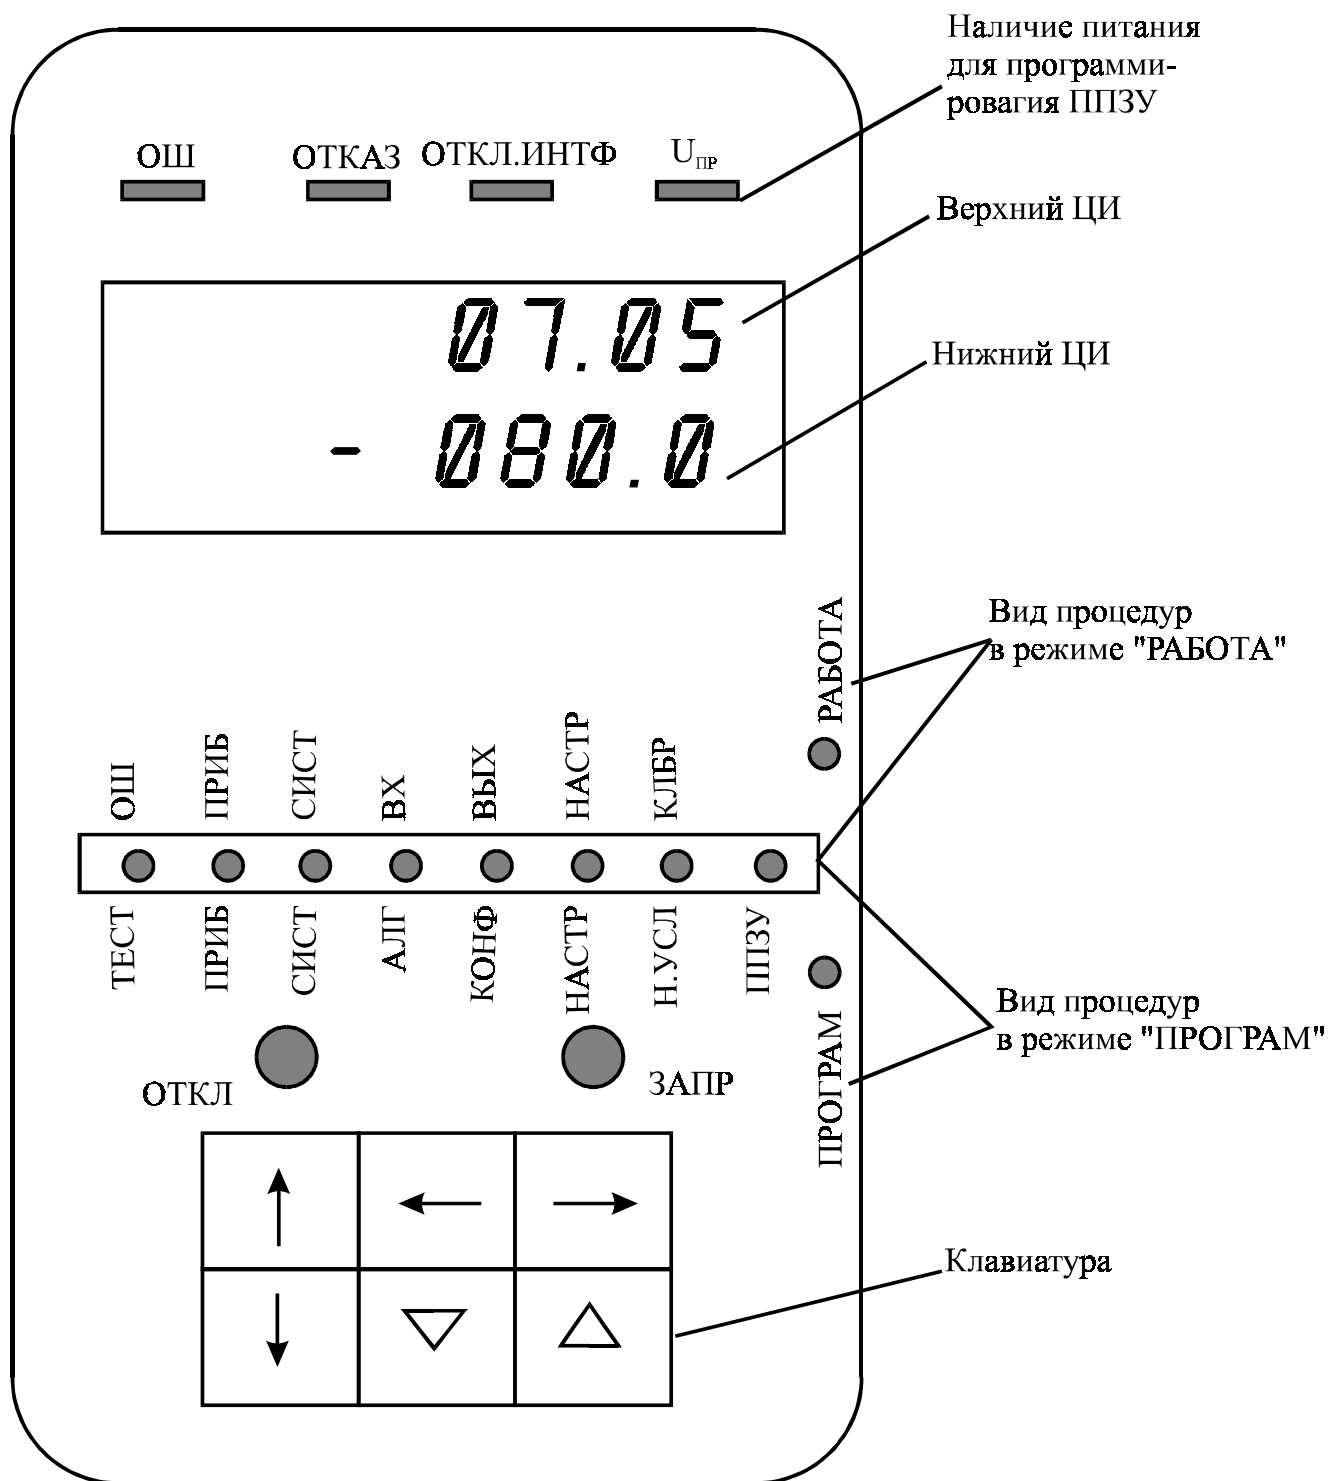 Наличие питания
для программи-
ровагия ППЗУ
ОШ ОТКАЗ ОТКЛ.ИНТФ UПР
Верхний ЦИ
07.05
Нижний ЦИ
- 080.0
Вид процедур
в режиме "РАБОТА"
РАБОТА
ОШ ПРИБ СИСТ ВХ ВЫХ НАСТР КЛБР
ТЕСТ ПРИБ СИСТ АЛГ КОНФ НАСТР Н.УСЛ ППЗУ
Вид процедур
в режиме "ПРОГРАМ"
ПРОГРАМ
ОТКЛ ЗАПР
Клавиатура